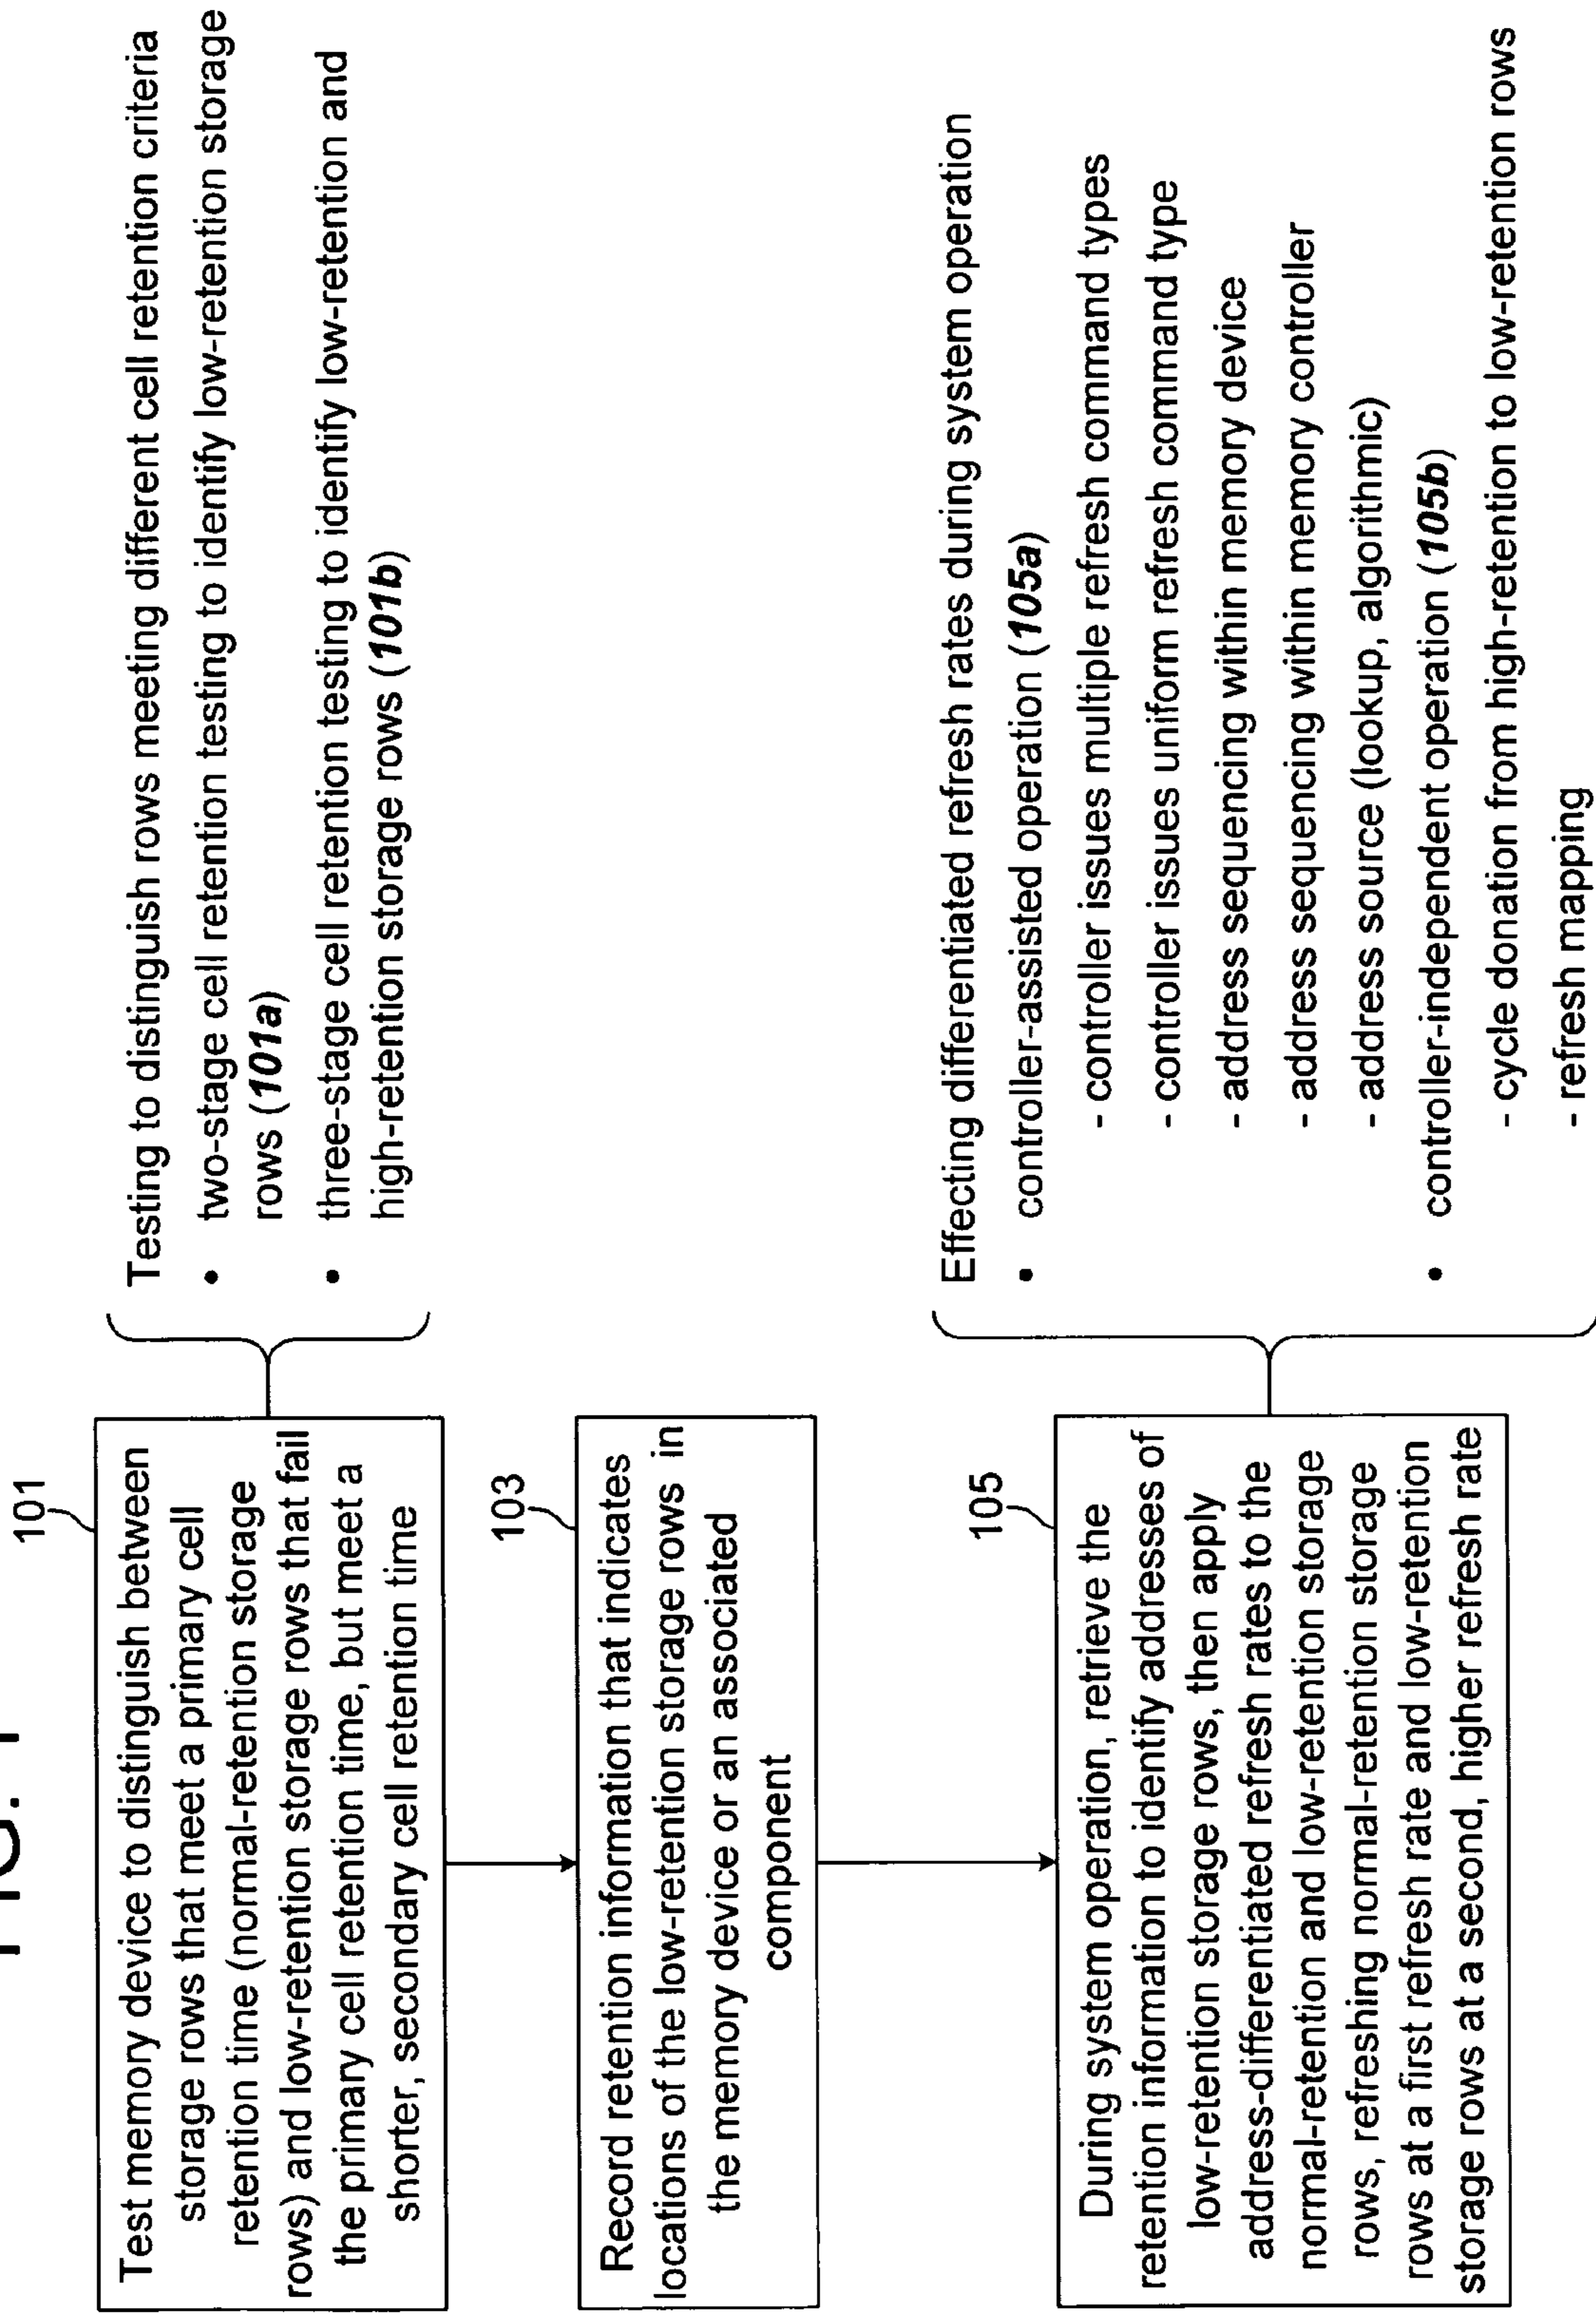 FIG. 1
101
Test memory device to distinguish between
storage rows that meet a primary cell
retention time (normal-retention storage
rows) and low-retention storage rows that fail
the primary cell retention time, but meet a
shorter, secondary cell retention time
Testing to distinguish rows meeting different cell retention criteria
• two-stage cell retention testing to identify low-retention storage
rows (101a)
• three-stage cell retention testing to identify low-retention and
high-retention storage rows (101b)
103
Record retention information that indicates
locations of the low-retention storage rows in
the memory device or an associated
component
105
During system operation, retrieve the
retention information to identify addresses of
low-retention storage rows, then apply
address-differentiated refresh rates to the
normal-retention and low-retention storage
rows, refreshing normal-retention storage
rows at a first refresh rate and low-retention
storage rows at a second, higher refresh rate
Effecting differentiated refresh rates during system operation
• controller-assisted operation (105a)
- controller issues multiple refresh command types
- controller issues uniform refresh command type
- address sequencing within memory device
- address sequencing within memory controller
- address source (lookup, algorithmic)
• controller-independent operation (105b)
- cycle donation from high-retention to low-retention rows
- refresh mapping